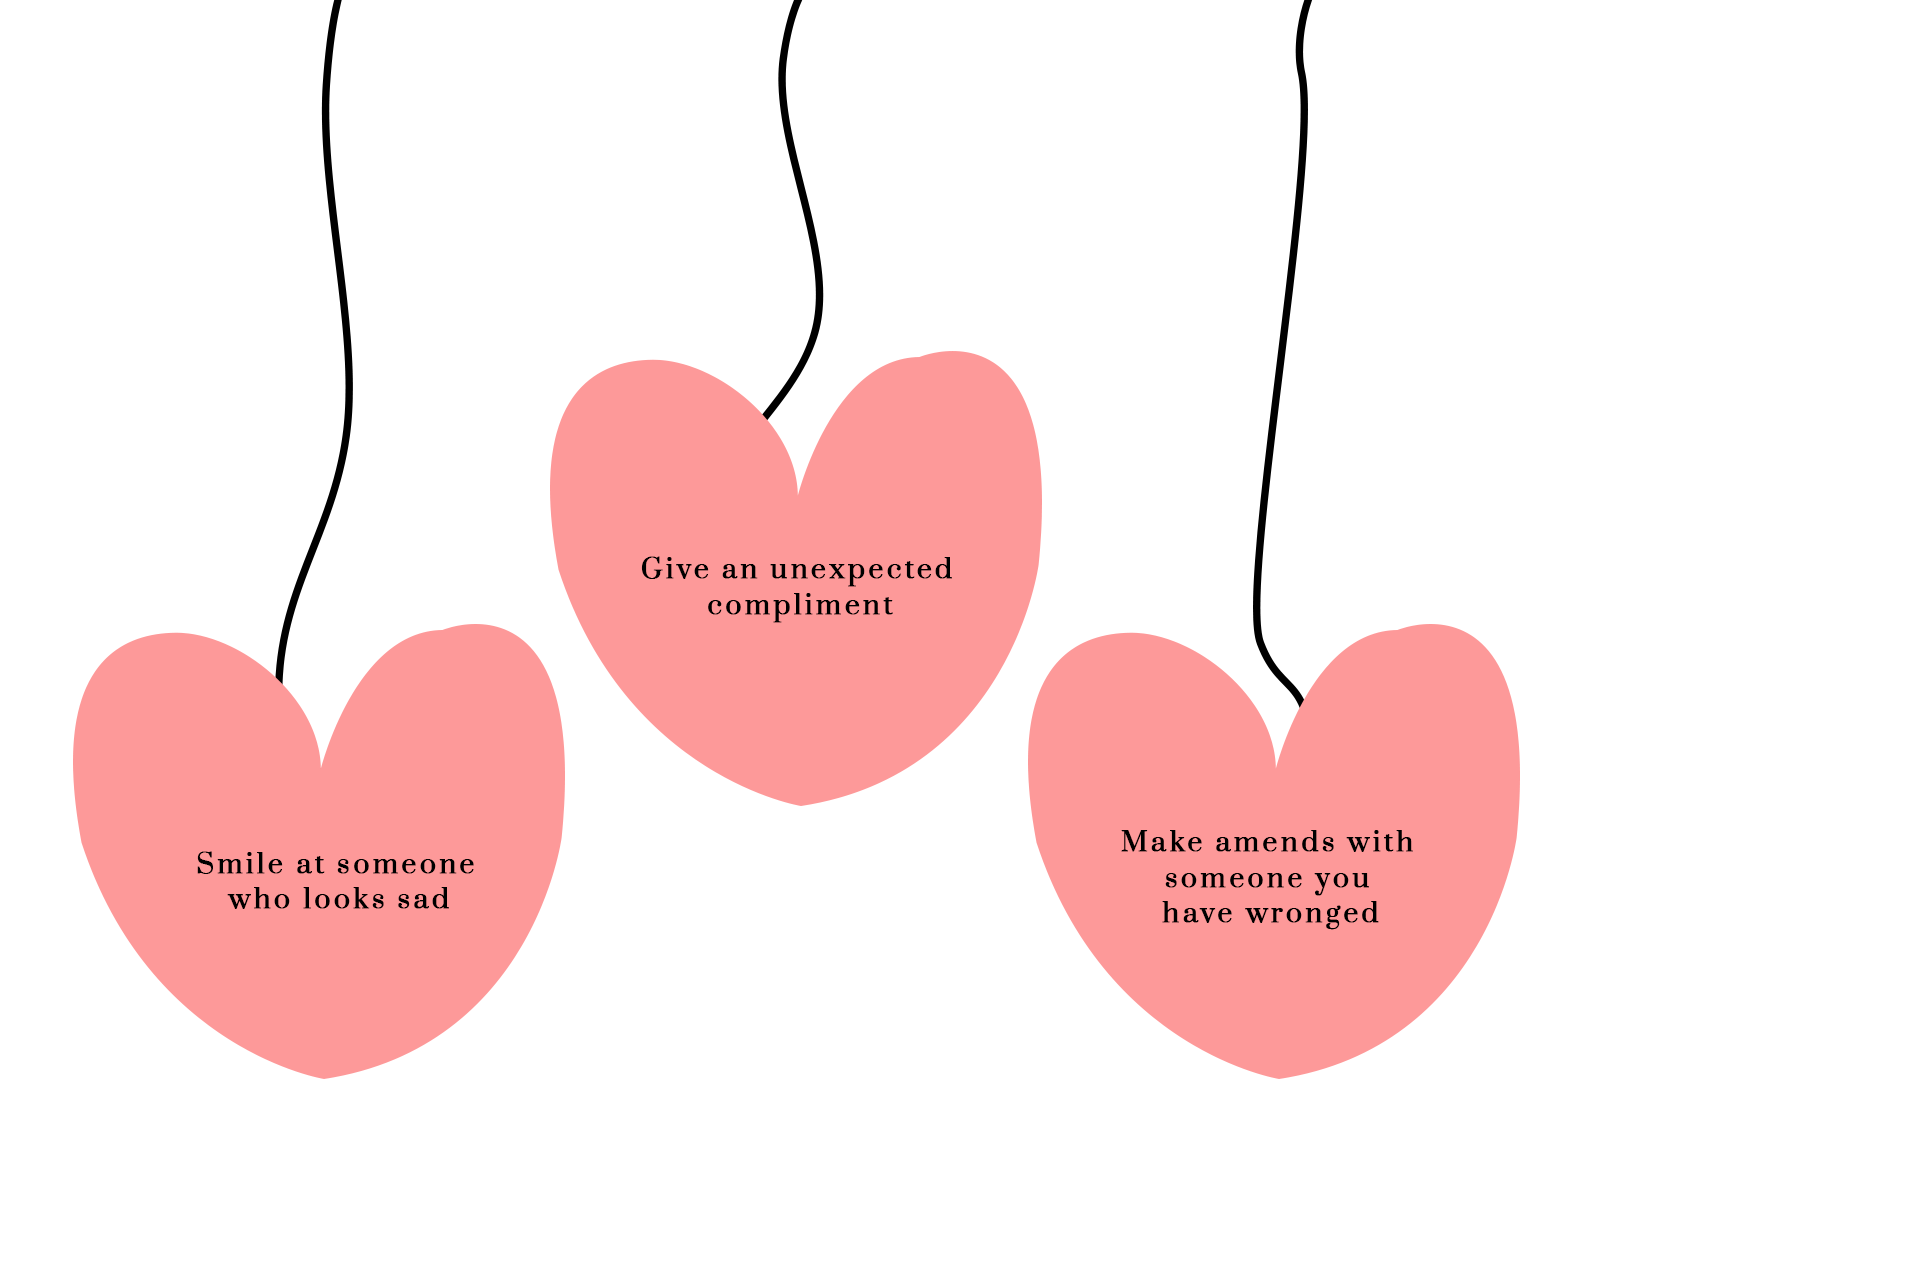 Smile at someone
who looks sad
Give an unexpected
compliment
Make amends with
someone you
have wronged